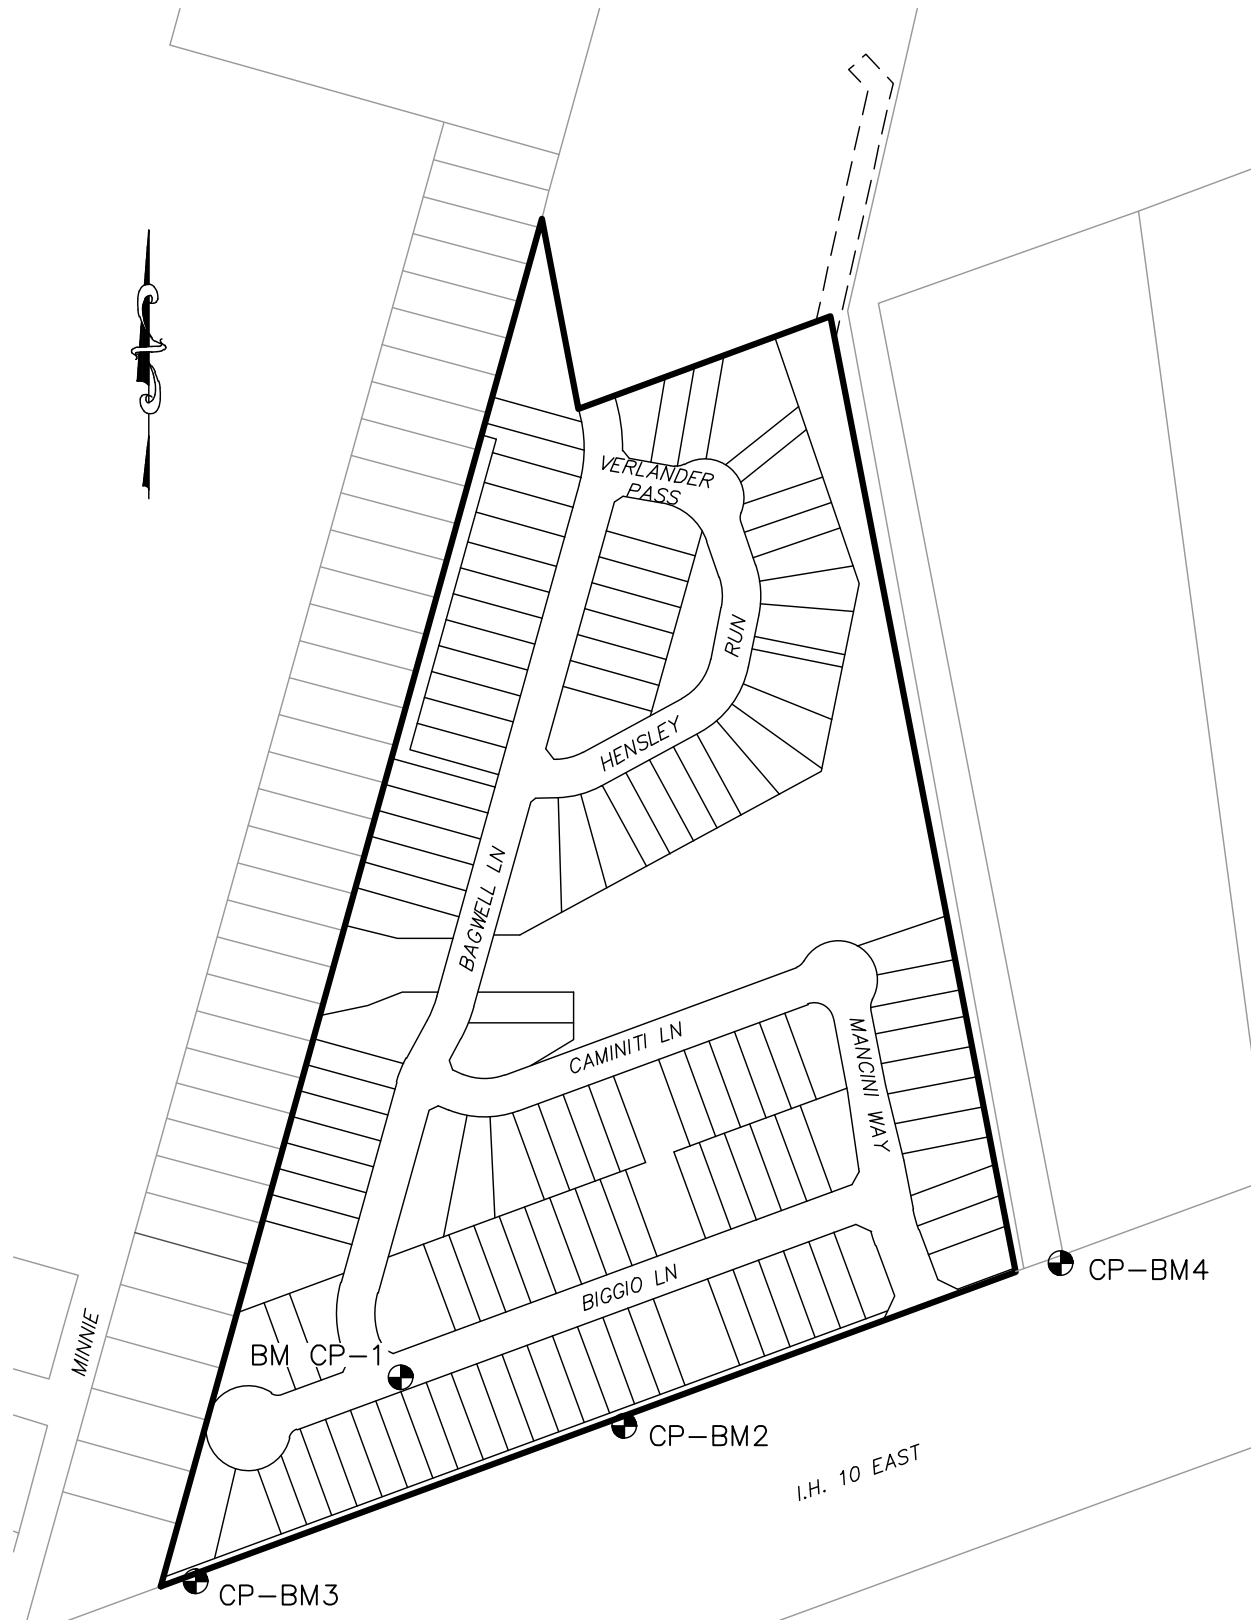 VERLANDER
PASS
RUN
HENSLEY
BAGWELL LN
CAMINITI LN
MANCINI WAY
BIGGIO LN
CP-BM4
MINNIE
BM CP-1
CP-BM2
I.H. 10 EAST
CP-BM3